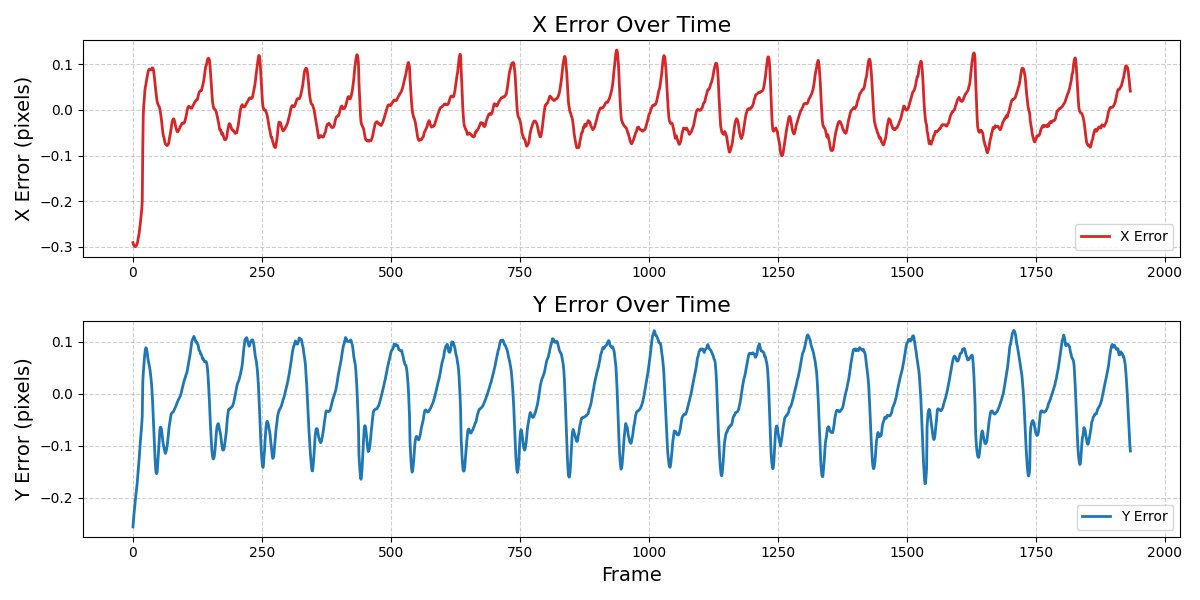 X Error Over Time
X Error (pixels)
0.1
0.0
−0.1
−0.2
−0.3
0 250 500 750 1000 1250 1500 1750 2000
X Error
Y Error Over Time
Y Error (pixels)
0.1
0.0
−0.1
−0.2
0 250 500 750 1000 1250 1500 1750 2000
Y Error
Frame